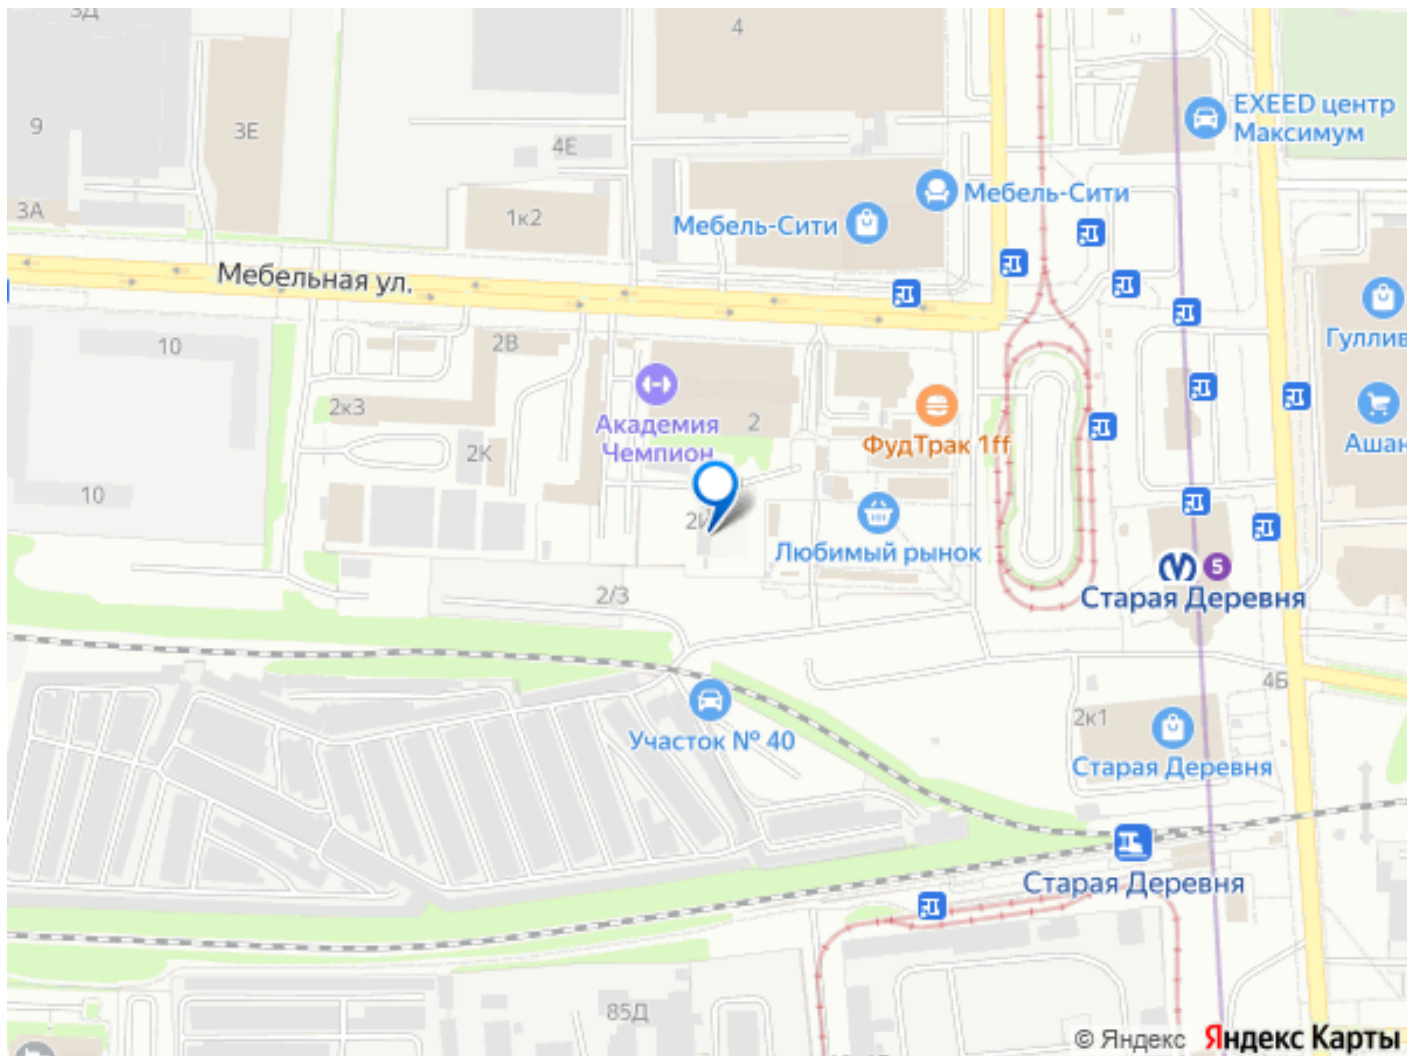 3Д
4
9
3Е
4Е
EXEED центр
Максимум
3А
1к2
Мебель-Сити
Мебель-Сити
Мебельная ул.
10
2В
Гуллив
2к3
Академия
Чемпион
2
ФудТрак 1ff
Ашан
2К
10
2И
Любимый рынок
5
Старая Деревня
2/3
4Б
2к1
Участок № 40
Старая Деревня
Старая Деревня
85Д
© Яндекс Яндекс Карты